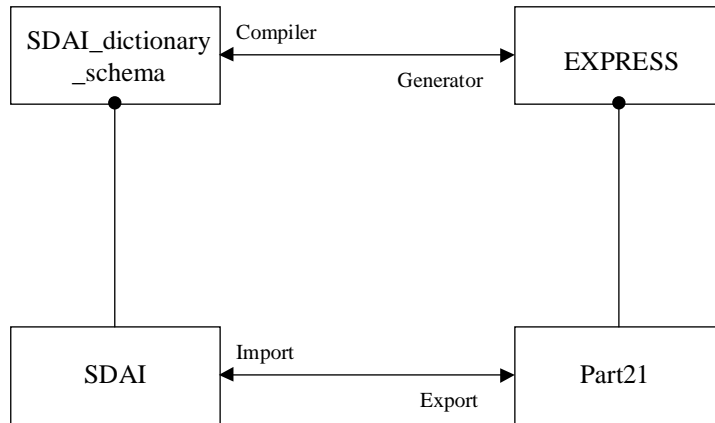 SDAI_dictionary
_schema
Compiler
Generator
EXPRESS
SDAI
Import
Export
Part21